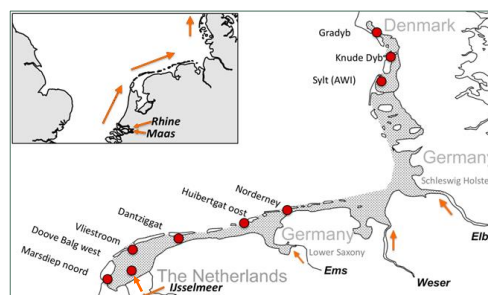 Gradyb
Denmark
Knude Dyb
Sylt (AWI)
Rhine
Maas
Germany
Schleswig Holste
Norderney
Huibertgat oost
Dantziggat
Vliestroom
Doove Balg west
Marsdiep noord
Germany
Lower Saxony
Elb
The Netherlands
Ems
Weser
IJsselmeer